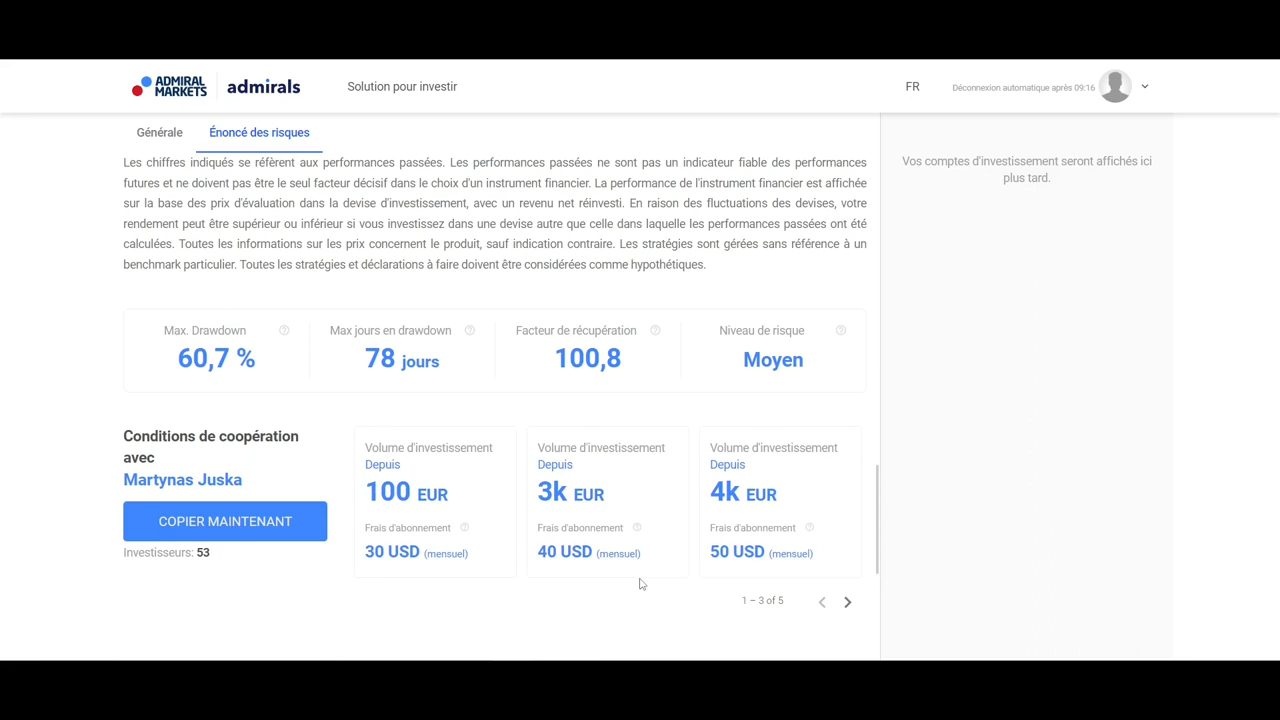 ADMIRAL
MARKETS
admirals
Solution pour investir
FR
Déconnexion automatique après 09:16
Générale
Énoncé des risques
Les chiffres indiqués se réfèrent aux performances passées. Les performances passées ne sont pas un indicateur fiable des performances
futures et ne doivent pas être le seul facteur décisif dans le choix d'un instrument financier. La performance de l'instrument financier est affichée
sur la base des prix d'évaluation dans la devise d'investissement, avec un revenu net réinvesti. En raison des fluctuations des devises, votre
rendement peut être supérieur ou inférieur si vous investissez dans une devise autre que celle dans laquelle les performances passées ont été
calculées. Toutes les informations sur les prix concernent le produit, sauf indication contraire. Les stratégies sont gérées sans référence à un
benchmark particulier. Toutes les stratégies et déclarations à faire doivent être considérées comme hypothétiques.
Vos comptes d'investissement seront affichés ici
plus tard.
Max. Drawdown
60,7 %
Max jours en drawdown
78 jours
Facteur de récupération
100,8
Niveau de risque
Moyen
Conditions de coopération
avec
Martynas Juska
COPIER MAINTENANT
Investisseurs: 53
Volume d'investissement
Depuis
100 EUR
Frais d'abonnement
30 USD (mensuel)
Volume d'investissement
Depuis
3k EUR
Frais d'abonnement
40 USD (mensuel)
Volume d'investissement
Depuis
4k EUR
Frais d'abonnement
50 USD (mensuel)
1 – 3 of 5